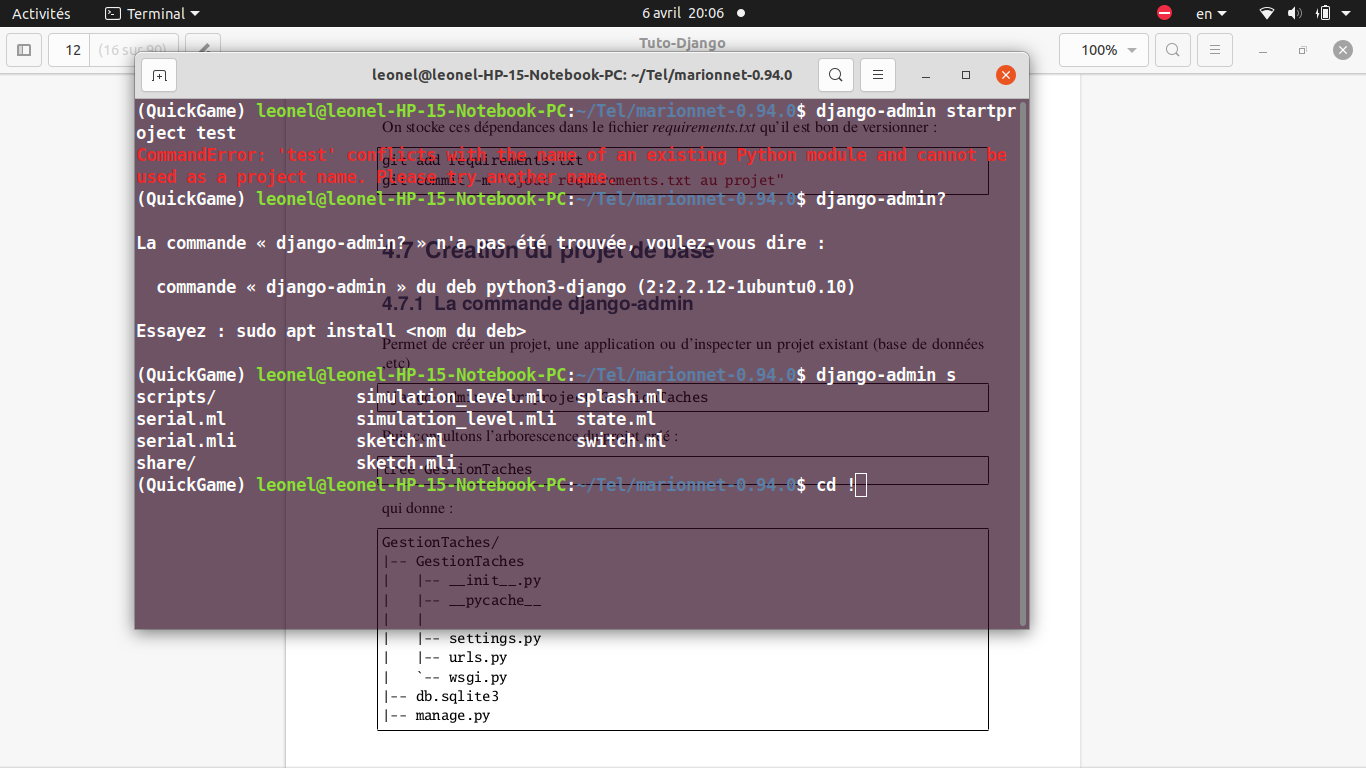 Activités Terminal 6 avril 20:06 en
12 (16 sur 90) Tuto-Django 100%
leonel@leonel-HP-15-Notebook-PC: ~/Tel/marionnet-0.94.0
(QuickGame) leonel@leonel-HP-15-Notebook-PC:~/Tel/marionnet-0.94.0$ django-admin startpr
oject test
On stocke ces dépendances dans le fichier requirements.txt qu'il est bon de versionner :
CommandError: 'test' conflicts with the name of an existing Python module and cannot be
git add requirements.txt
used as a project name. Please try another name.
git commit -m "ajout requirements.txt au projet"
(QuickGame) leonel@leonel-HP-15-Notebook-PC:~/Tel/marionnet-0.94.0$ django-admin?
La commande « django-admin? » n'a pas été trouvée, voulez-vous dire :
4.7 Création du projet de base
commande « django-admin » du deb python3-django (2:2.2.12-1ubuntu0.10)
4.7.1 La commande django-admin
Essayez : sudo apt install <nom du deb>
Permet de créer un projet, une application ou d'inspecter un projet existant (base de données
etc)
(QuickGame) leonel@leonel-HP-15-Notebook-PC:~/Tel/marionnet-0.94.0$ django-admin s
scripts/ simulation_level.ml splash.ml
serial.ml simulation_level.mli state.ml
serial.mli sketch.ml switch.ml
share/ sketch.mli
tree GestionTaches
(QuickGame) leonel@leonel-HP-15-Notebook-PC:~/Tel/marionnet-0.94.0$ cd !
qui donne :
GestionTaches/
|-- GestionTaches
| |-- __init__.py
| |-- __pycache__
| |
| |-- settings.py
| |-- urls.py
| `-- wsgi.py
|-- db.sqlite3
|-- manage.py